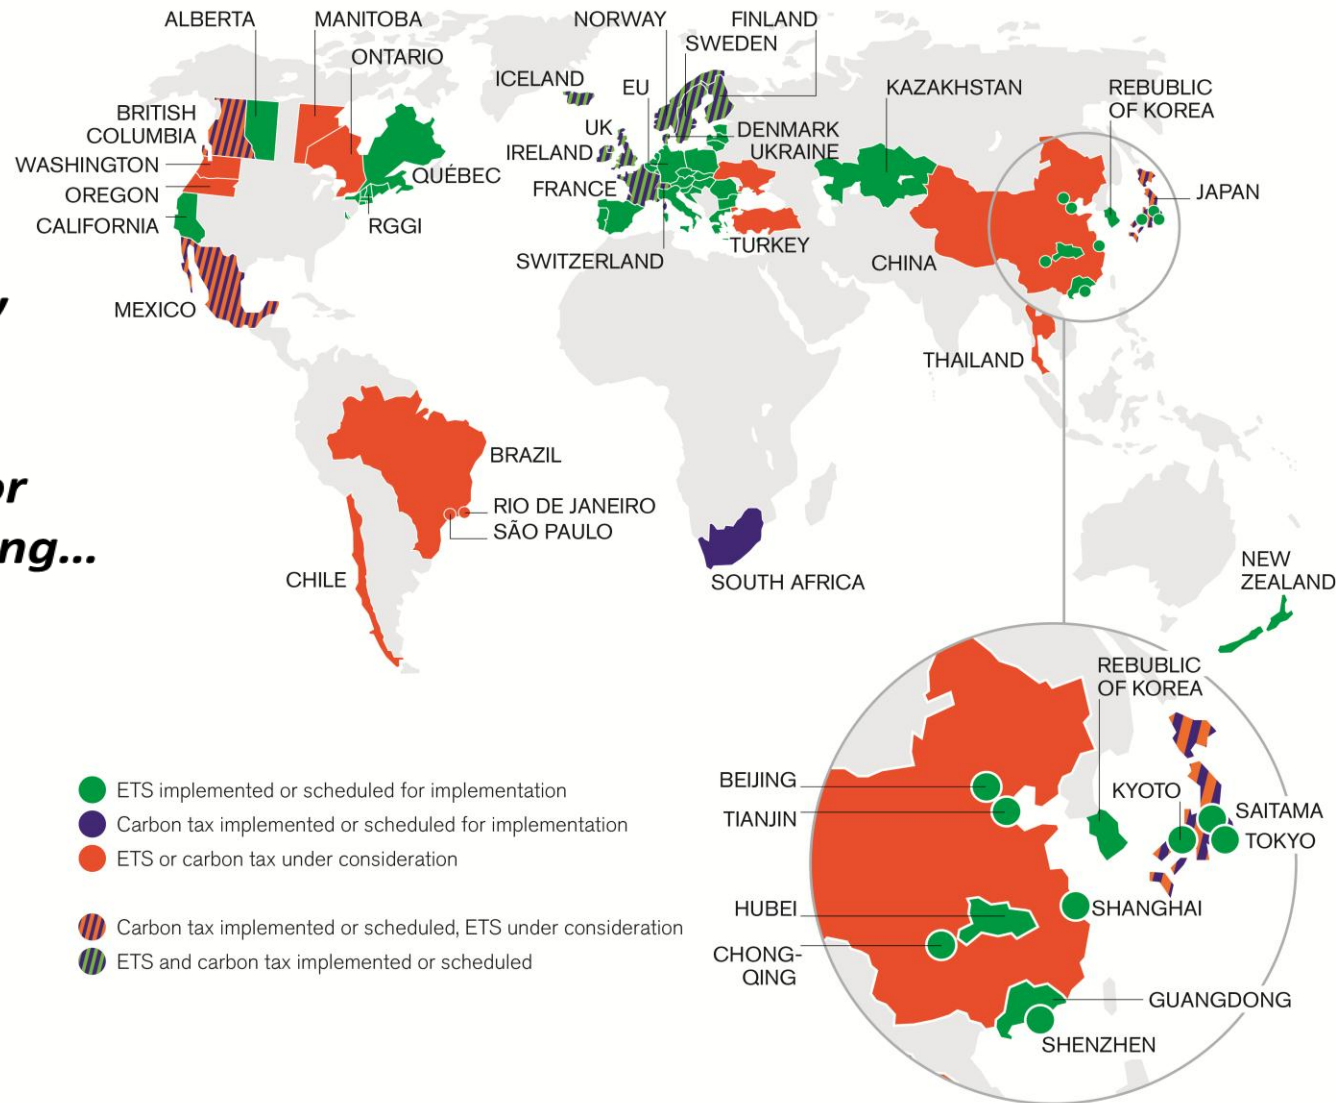 ALBERTA
MANITOBA
NORWAY
FINLAND
SWEDEN
ONTARIO
ICELAND
EU
KAZAKHSTAN
REPUBLIC
OF KOREA
BRITISH
COLUMBIA
UK
DENMARK
UKRAINE
WASHINGTON
IRELAND
QUÉBEC
OREGON
FRANCE
JAPAN
CALIFORNIA
RGGI
TURKEY
SWITZERLAND
CHINA
MEXICO
THAILAND
BRAZIL
RIO DE JANEIRO
SÃO PAULO
CHILE
SOUTH AFRICA
NEW
ZEALAND
REBUBLIC
OF KOREA
BEIJING
KYOTO
TIANJIN
SAITAMA
TOKYO
HUBEI
SHANGHAI
CHONG-
QING
GUANGDONG
SHENZHEN
ETS implemented or scheduled for implementation
Carbon tax implemented or scheduled for implementation
ETS or carbon tax under consideration
Carbon tax implemented or scheduled, ETS under consideration
ETS and carbon tax implemented or scheduled